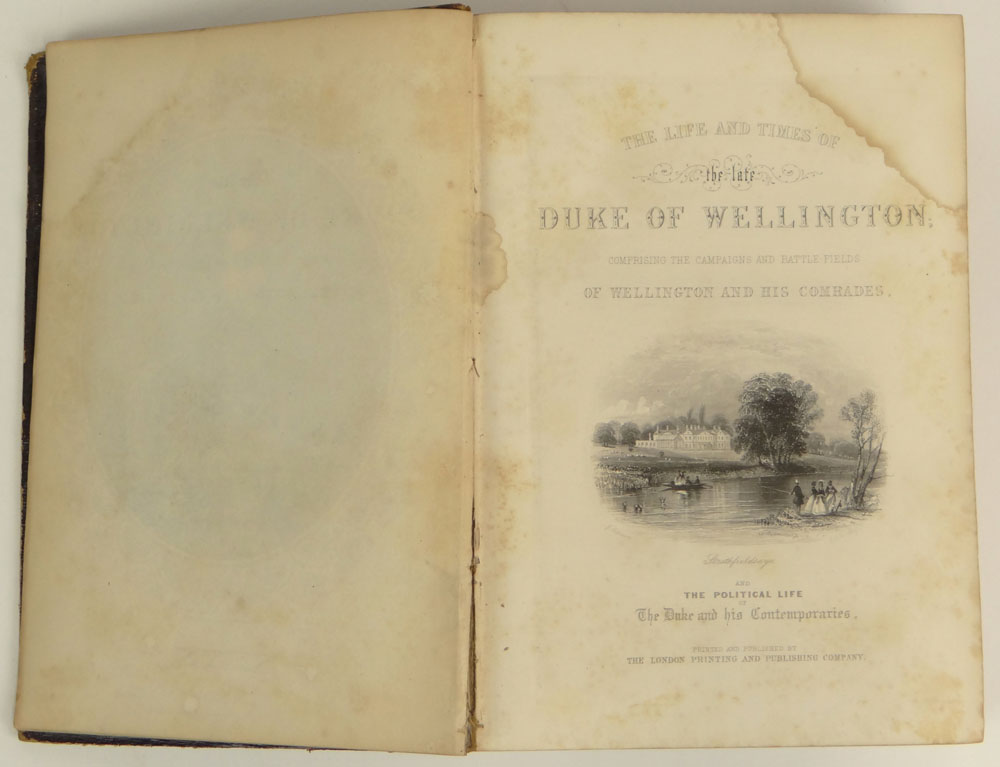 THE LIFE AND TIMES OF
the late
DUKE OF WELLINGTON;
COMPRISING THE CAMPAIGNS AND BATTLE FIELDS
OF WELLINGTON AND HIS COMRADES,
Strathfieldsaye
AND
THE POLITICAL LIFE
OF
The Duke and his Contemporaries,
PRINTED AND PUBLISHED BY
THE LONDON PRINTING AND PUBLISHING COMPANY.